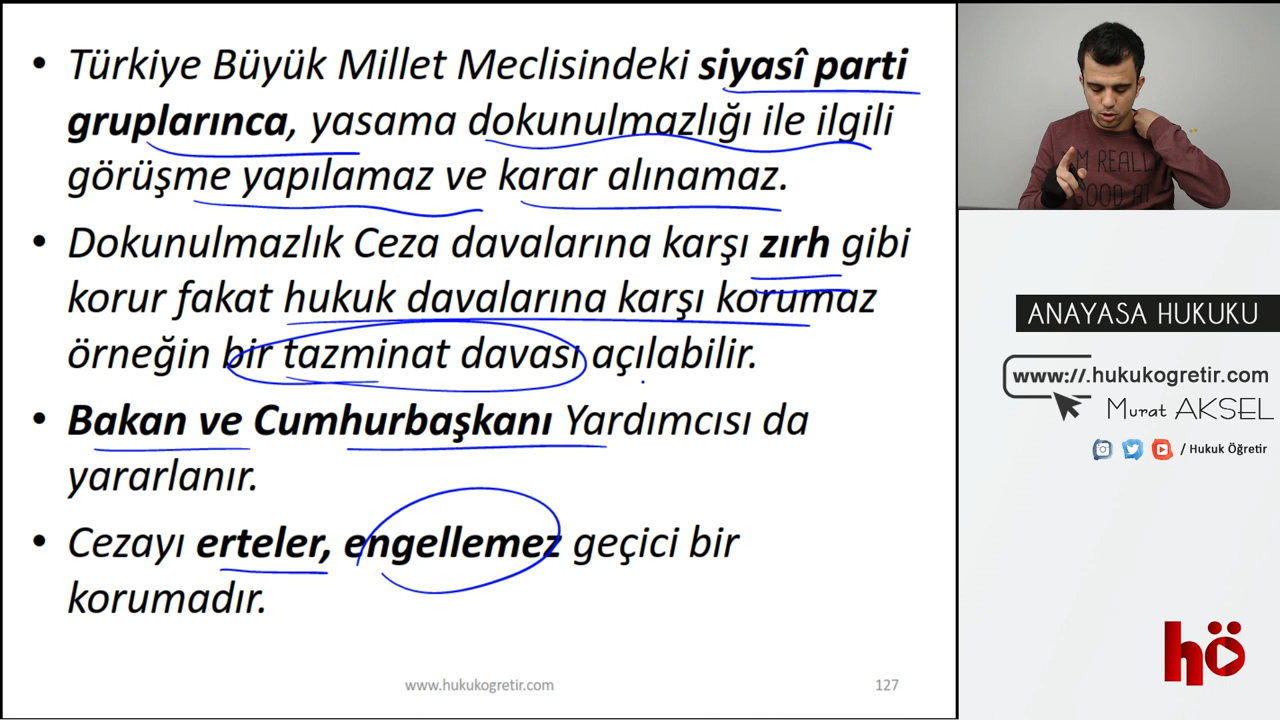 • Türkiye Büyük Millet Meclisindeki siyasî parti
gruplarınca, yasama dokunulmazlığı ile ilgili
görüşme yapılamaz ve karar alınamaz.
• Dokunulmazlık Ceza davalarına karşı zırh gibi
korur fakat hukuk davalarına karşı korumaz
örneğin bir tazminat davası açılabilir.
• Bakan ve Cumhurbaşkanı Yardımcısı da
yararlanır.
• Cezayı erteler, engellemez geçici bir
korumadır.
www.hukukogretir.com
127
REALLY
GOOD AT
ANAYASA HUKUKU
www://.hukukogretir.com
Murat AKSEL
/ Hukuk Öğretir
hö